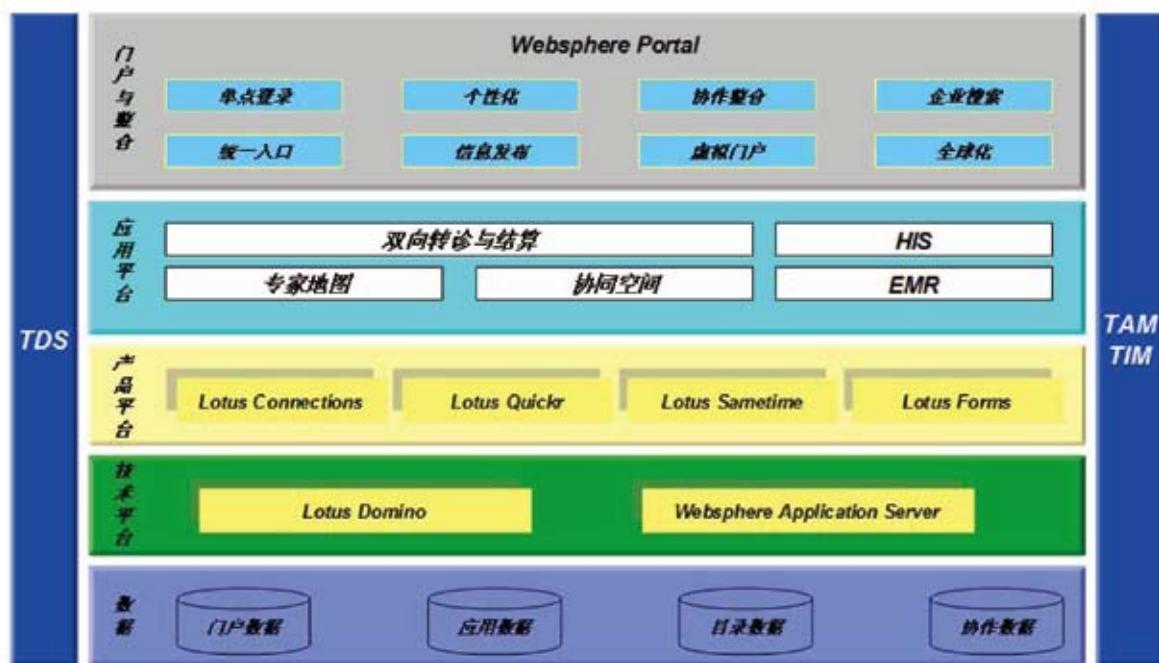 TDS
门户与整合
Websphere Portal
单点登录
个性化
协作整合
企业搜索
统一入口
信息发布
虚拟门户
全球化
应用平台
双向转诊与结算
HIS
专家地图
协同空间
EMR
产品平台
Lotus Connections
Lotus Quickr
Lotus Sametime
Lotus Forms
技术平台
Lotus Domino
Websphere Application Server
数据
门户数据
应用数据
目录数据
协作数据
TAM
TIM